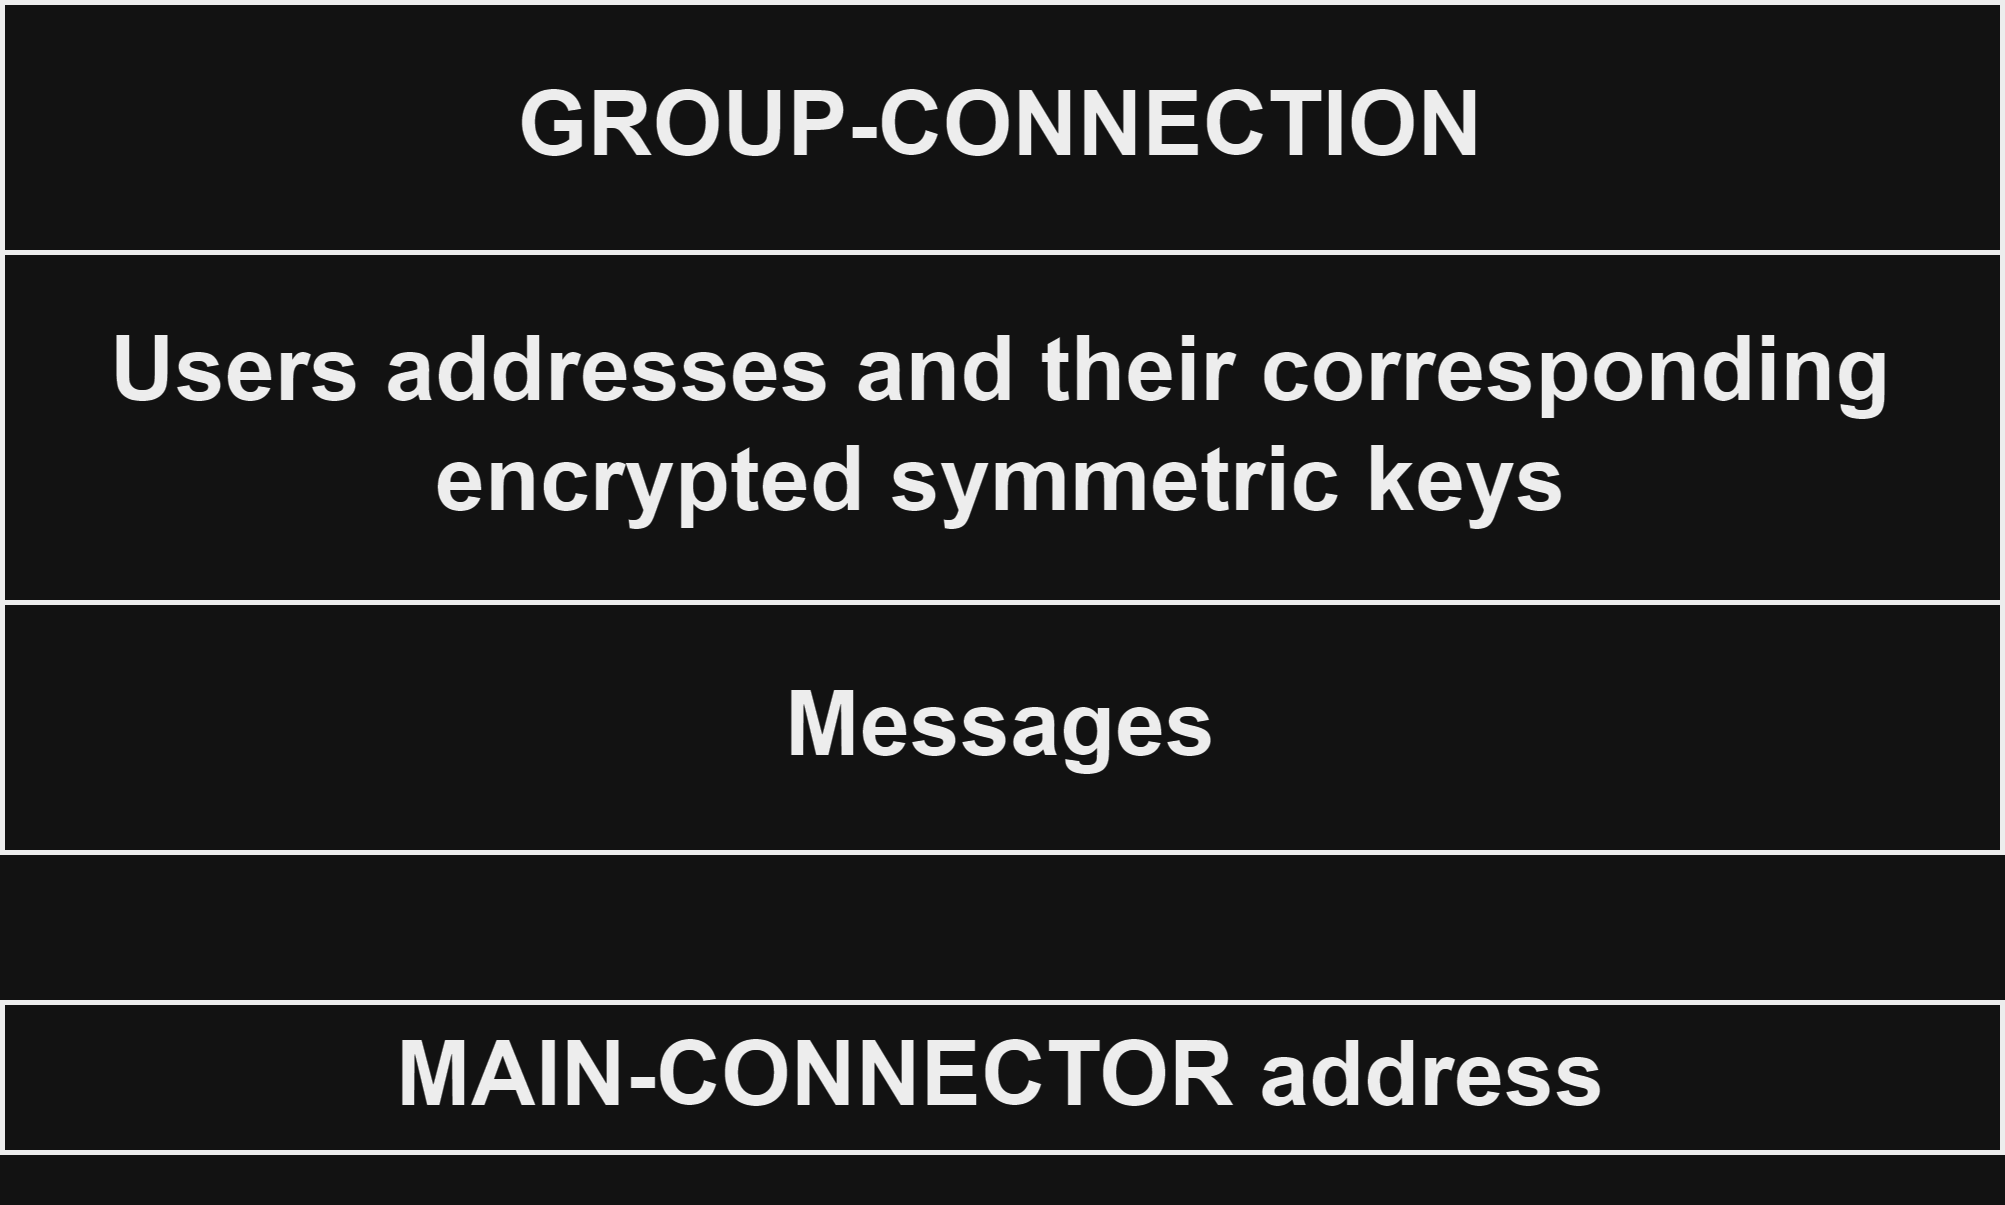 GROUP-CONNECTION
Users addresses and their corresponding
encrypted symmetric keys
Messages
MAIN-CONNECTOR address